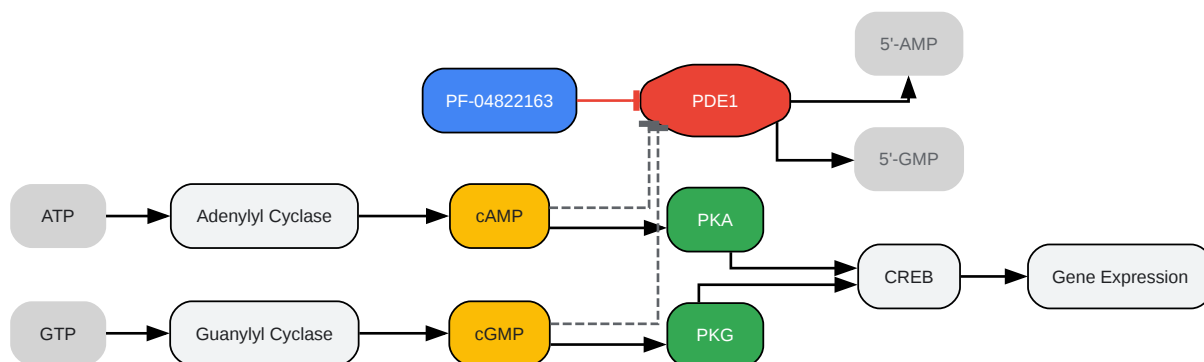 5'-AMP
PF-04822163
PDE1
5'-GMP
ATP
Adenylyl Cyclase
cAMP
PKA
CREB
Gene Expression
GTP
Guanylyl Cyclase
cGMP
PKG